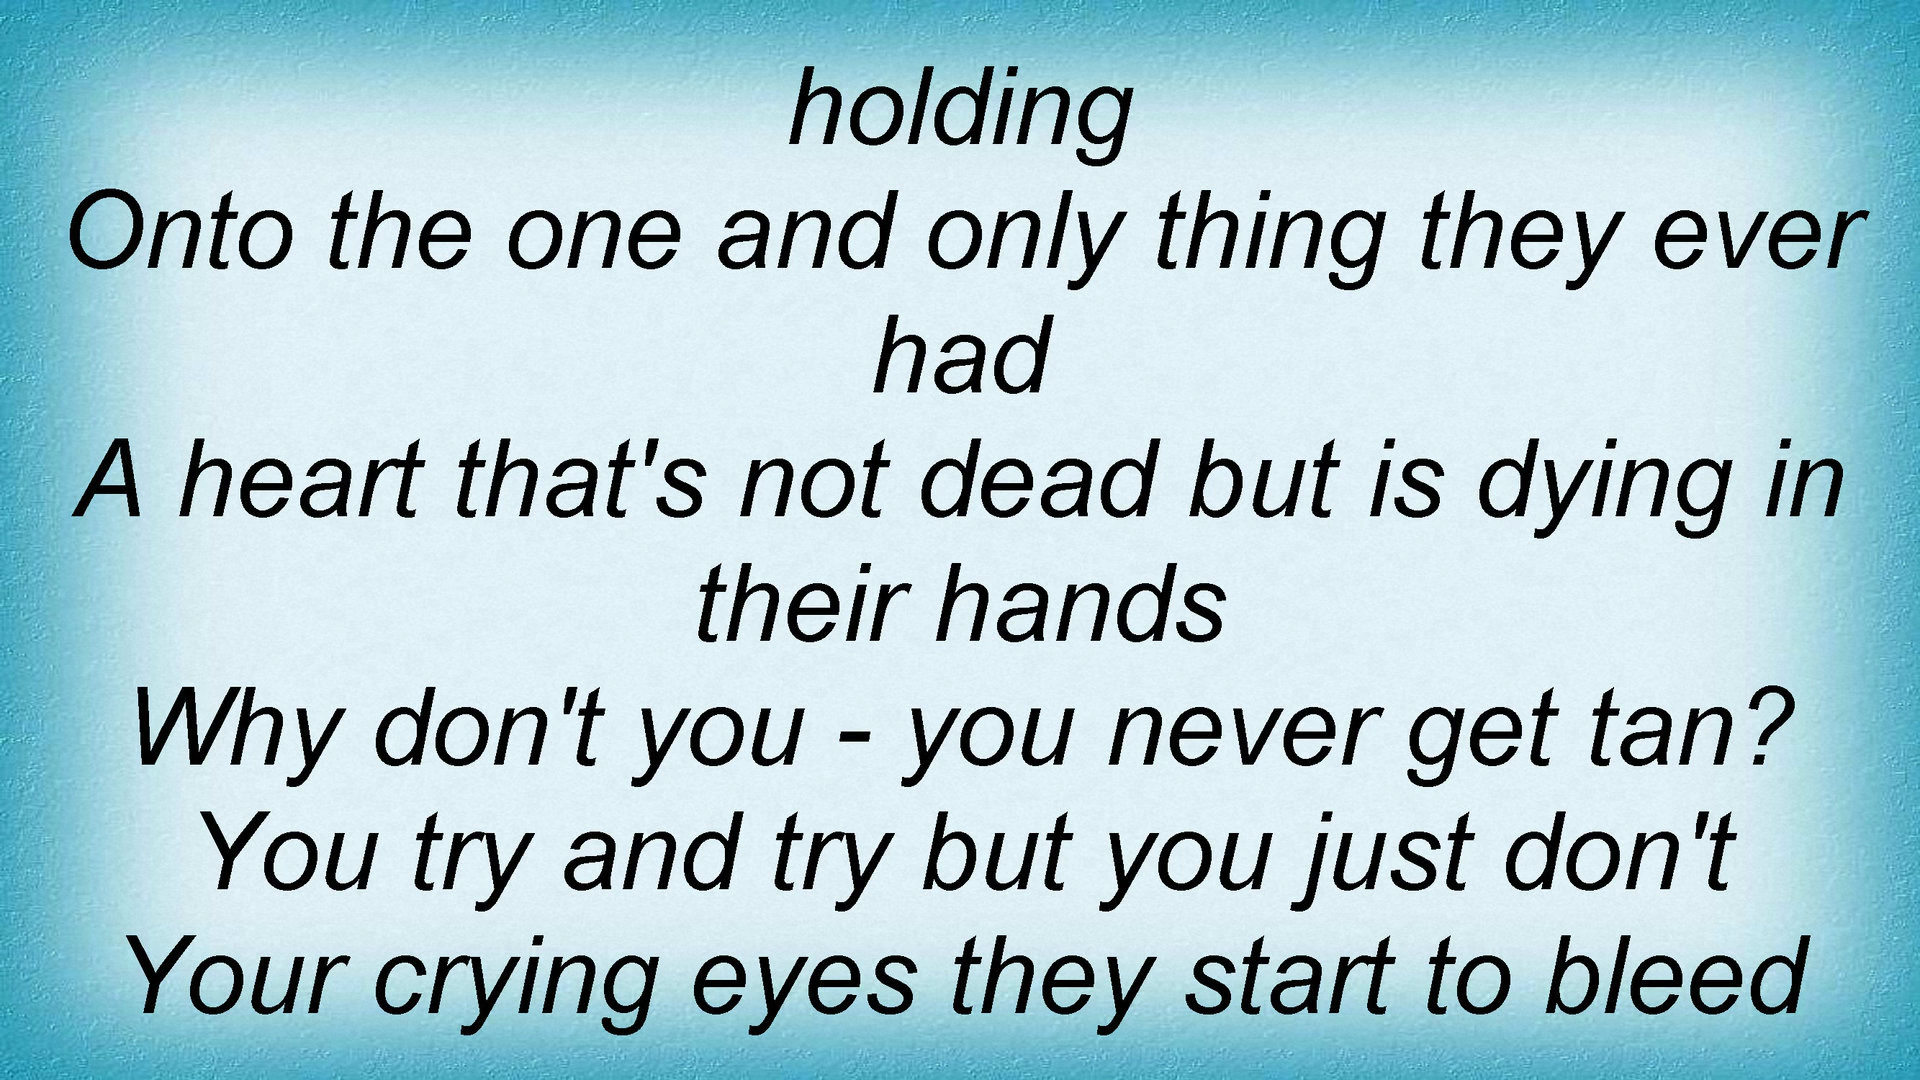 holding
Onto the one and only thing they ever
had
A heart that's not dead but is dying in
their hands
Why don't you - you never get tan?
You try and try but you just don't
Your crying eyes they start to bleed